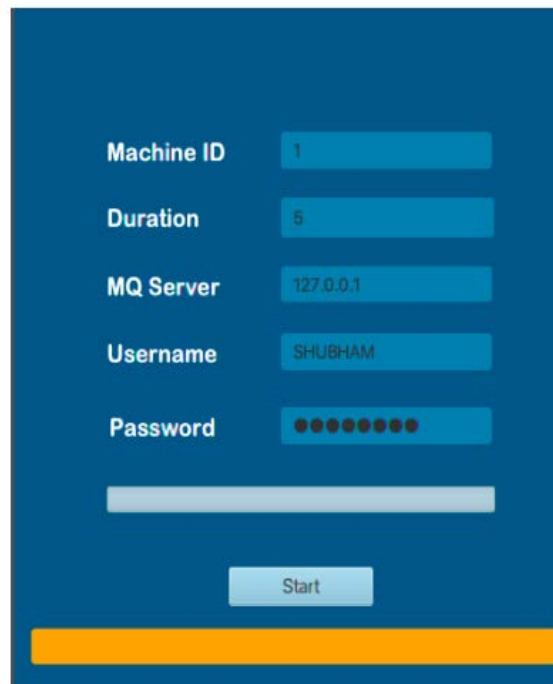 Machine ID 1
Duration 5
MQ Server 127.0.0.1
Username SHUBHAM
Password ●●●●●●●●
Start